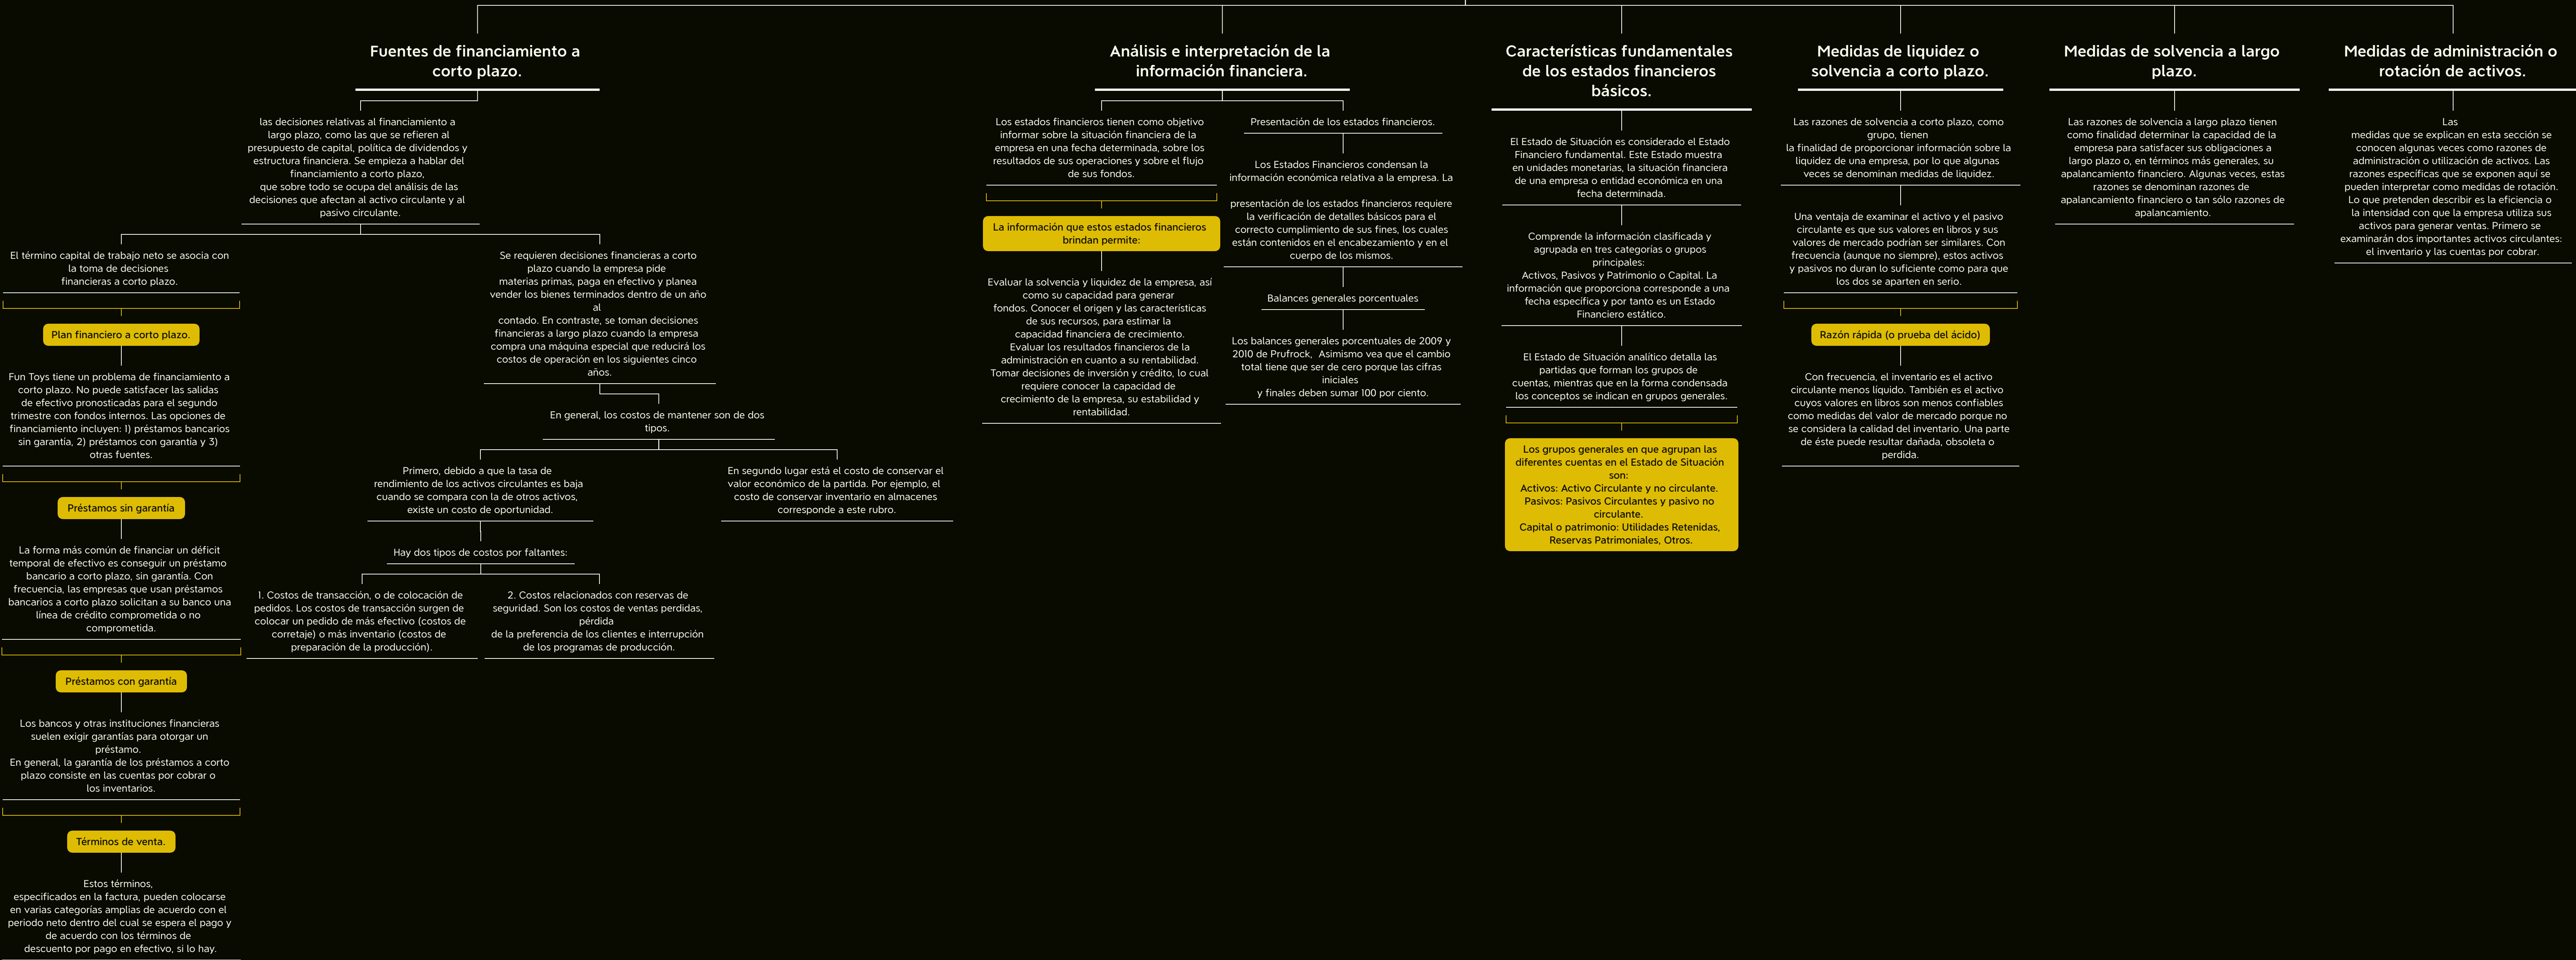 Fuentes de financiamiento a
corto plazo.
las decisiones relativas al financiamiento a
largo plazo, como las que se refieren al
presupuesto de capital, política de dividendos y
estructura financiera. Se empieza a hablar del
financiamiento a corto plazo,
que sobre todo se ocupa del análisis de las
decisiones que afectan al activo circulante y al
pasivo circulante.
El término capital de trabajo neto se asocia con
la toma de decisiones
financieras a corto plazo.
Plan financiero a corto plazo.
Fun Toys tiene un problema de financiamiento a
corto plazo. No puede satisfacer las salidas
de efectivo pronosticadas para el segundo
trimestre con fondos internos. Las opciones de
financiamiento incluyen: 1) préstamos bancarios
sin garantía, 2) préstamos con garantía y 3)
otras fuentes.
Préstamos sin garantía
La forma más común de financiar un déficit
temporal de efectivo es conseguir un préstamo
bancario a corto plazo, sin garantía. Con
frecuencia, las empresas que usan préstamos
bancarios a corto plazo solicitan a su banco una
línea de crédito comprometida o no
comprometida.
Préstamos con garantía
Los bancos y otras instituciones financieras
suelen exigir garantías para otorgar un
préstamo.
En general, la garantía de los préstamos a corto
plazo consiste en las cuentas por cobrar o
los inventarios.
Términos de venta.
Estos términos,
especificados en la factura, pueden colocarse
en varias categorías amplias de acuerdo con el
periodo neto dentro del cual se espera el pago y
de acuerdo con los términos de
descuento por pago en efectivo, si lo hay.
Se requieren decisiones financieras a corto
plazo cuando la empresa pide
materias primas, paga en efectivo y planea
vender los bienes terminados dentro de un año
al
contado. En contraste, se toman decisiones
financieras a largo plazo cuando la empresa
compra una máquina especial que reducirá los
costos de operación en los siguientes cinco
años.
En general, los costos de mantener son de dos
tipos.
Primero, debido a que la tasa de
rendimiento de los activos circulantes es baja
cuando se compara con la de otros activos,
existe un costo de oportunidad.
Hay dos tipos de costos por faltantes:
1. Costos de transacción, o de colocación de
pedidos. Los costos de transacción surgen de
colocar un pedido de más efectivo (costos de
corretaje) o más inventario (costos de
preparación de la producción).
2. Costos relacionados con reservas de
seguridad. Son los costos de ventas perdidas,
pérdida
de la preferencia de los clientes e interrupción
de los programas de producción.
En segundo lugar está el costo de conservar el
valor económico de la partida. Por ejemplo, el
costo de conservar inventario en almacenes
corresponde a este rubro.
Análisis e interpretación de la
información financiera.
Los estados financieros tienen como objetivo
informar sobre la situación financiera de la
empresa en una fecha determinada, sobre los
resultados de sus operaciones y sobre el flujo
de sus fondos.
La información que estos estados financieros
brindan permite:
Evaluar la solvencia y liquidez de la empresa, así
como su capacidad para generar
fondos. Conocer el origen y las características
de sus recursos, para estimar la
capacidad financiera de crecimiento.
Evaluar los resultados financieros de la
administración en cuanto a su rentabilidad.
Tomar decisiones de inversión y crédito, lo cual
requiere conocer la capacidad de
crecimiento de la empresa, su estabilidad y
rentabilidad.
Presentación de los estados financieros.
Los Estados Financieros condensan la
información económica relativa a la empresa. La
presentación de los estados financieros requiere
la verificación de detalles básicos para el
correcto cumplimiento de sus fines, los cuales
están contenidos en el encabezamiento y en el
cuerpo de los mismos.
Balances generales porcentuales
Los balances generales porcentuales de 2009 y
2010 de Prufrock, Asimismo vea que el cambio
total tiene que ser de cero porque las cifras
iniciales
y finales deben sumar 100 por ciento.
Características fundamentales
de los estados financieros
básicos.
El Estado de Situación es considerado el Estado
Financiero fundamental. Este Estado muestra
en unidades monetarias, la situación financiera
de una empresa o entidad económica en una
fecha determinada.
Comprende la información clasificada y
agrupada en tres categorías o grupos
principales:
Activos, Pasivos y Patrimonio o Capital. La
información que proporciona corresponde a una
fecha específica y por tanto es un Estado
Financiero estático.
El Estado de Situación analítico detalla las
partidas que forman los grupos de
cuentas, mientras que en la forma condensada
los conceptos se indican en grupos generales.
Los grupos generales en que agrupan las
diferentes cuentas en el Estado de Situación
son:
Activos: Activo Circulante y no circulante.
Pasivos: Pasivos Circulantes y pasivo no
circulante.
Capital o patrimonio: Utilidades Retenidas,
Reservas Patrimoniales, Otros.
Medidas de liquidez o
solvencia a corto plazo.
Las razones de solvencia a corto plazo, como
grupo, tienen
la finalidad de proporcionar información sobre la
liquidez de una empresa, por lo que algunas
veces se denominan medidas de liquidez.
Una ventaja de examinar el activo y el pasivo
circulante es que sus valores en libros y sus
valores de mercado podrían ser similares. Con
frecuencia (aunque no siempre), estos activos
y pasivos no duran lo suficiente como para que
los dos se aparten en serio.
Razón rápida (o prueba del ácido)
Con frecuencia, el inventario es el activo
circulante menos líquido. También es el activo
cuyos valores en libros son menos confiables
como medidas del valor de mercado porque no
se considera la calidad del inventario. Una parte
de éste puede resultar dañada, obsoleta o
perdida.
Medidas de solvencia a largo
plazo.
Las razones de solvencia a largo plazo tienen
como finalidad determinar la capacidad de la
empresa para satisfacer sus obligaciones a
largo plazo o, en términos más generales, su
apalancamiento financiero. Algunas veces, estas
razones se denominan razones de
apalancamiento financiero o tan sólo razones de
apalancamiento.
Medidas de administración o
rotación de activos.
Las
medidas que se explican en esta sección se
conocen algunas veces como razones de
administración o utilización de activos. Las
razones específicas que se exponen aquí se
pueden interpretar como medidas de rotación.
Lo que pretenden describir es la eficiencia o
la intensidad con que la empresa utiliza sus
activos para generar ventas. Primero se
examinarán dos importantes activos circulantes:
el inventario y las cuentas por cobrar.